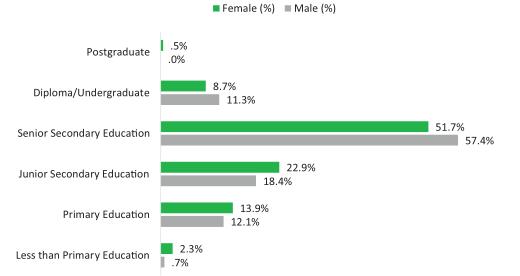 Female (%) Male (%)
Postgraduate
.5%
.0%
Diploma/Undergraduate
8.7%
11.3%
Senior Secondary Education
51.7%
57.4%
Junior Secondary Education
22.9%
18.4%
Primary Education
13.9%
12.1%
Less than Primary Education
2.3%
.7%